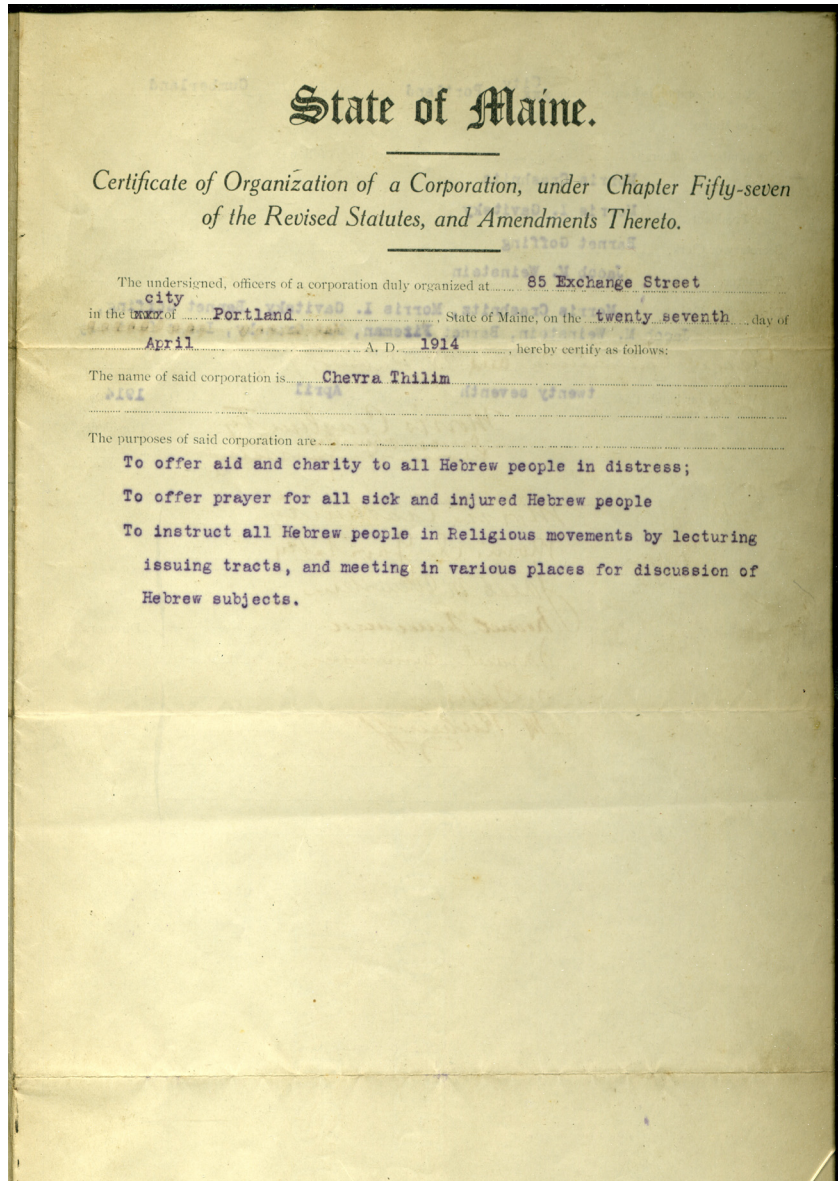 State of Maine.
Certificate of Organization of a Corporation, under Chapter Fifty-seven
of the Revised Statutes, and Amendments Thereto.
The undersigned, officers of a corporation duly organized at 85 Exchange Street
city
in the xxxx of Portland, State of Maine, on the twenty seventh day of
April A. D. 1914, hereby certify as follows:
The name of said corporation is Chevra Thilim
The purposes of said corporation are
To offer aid and charity to all Hebrew people in distress;
To offer prayer for all sick and injured Hebrew people
To instruct all Hebrew people in Religious movements by lecturing
issuing tracts, and meeting in various places for discussion of
Hebrew subjects.